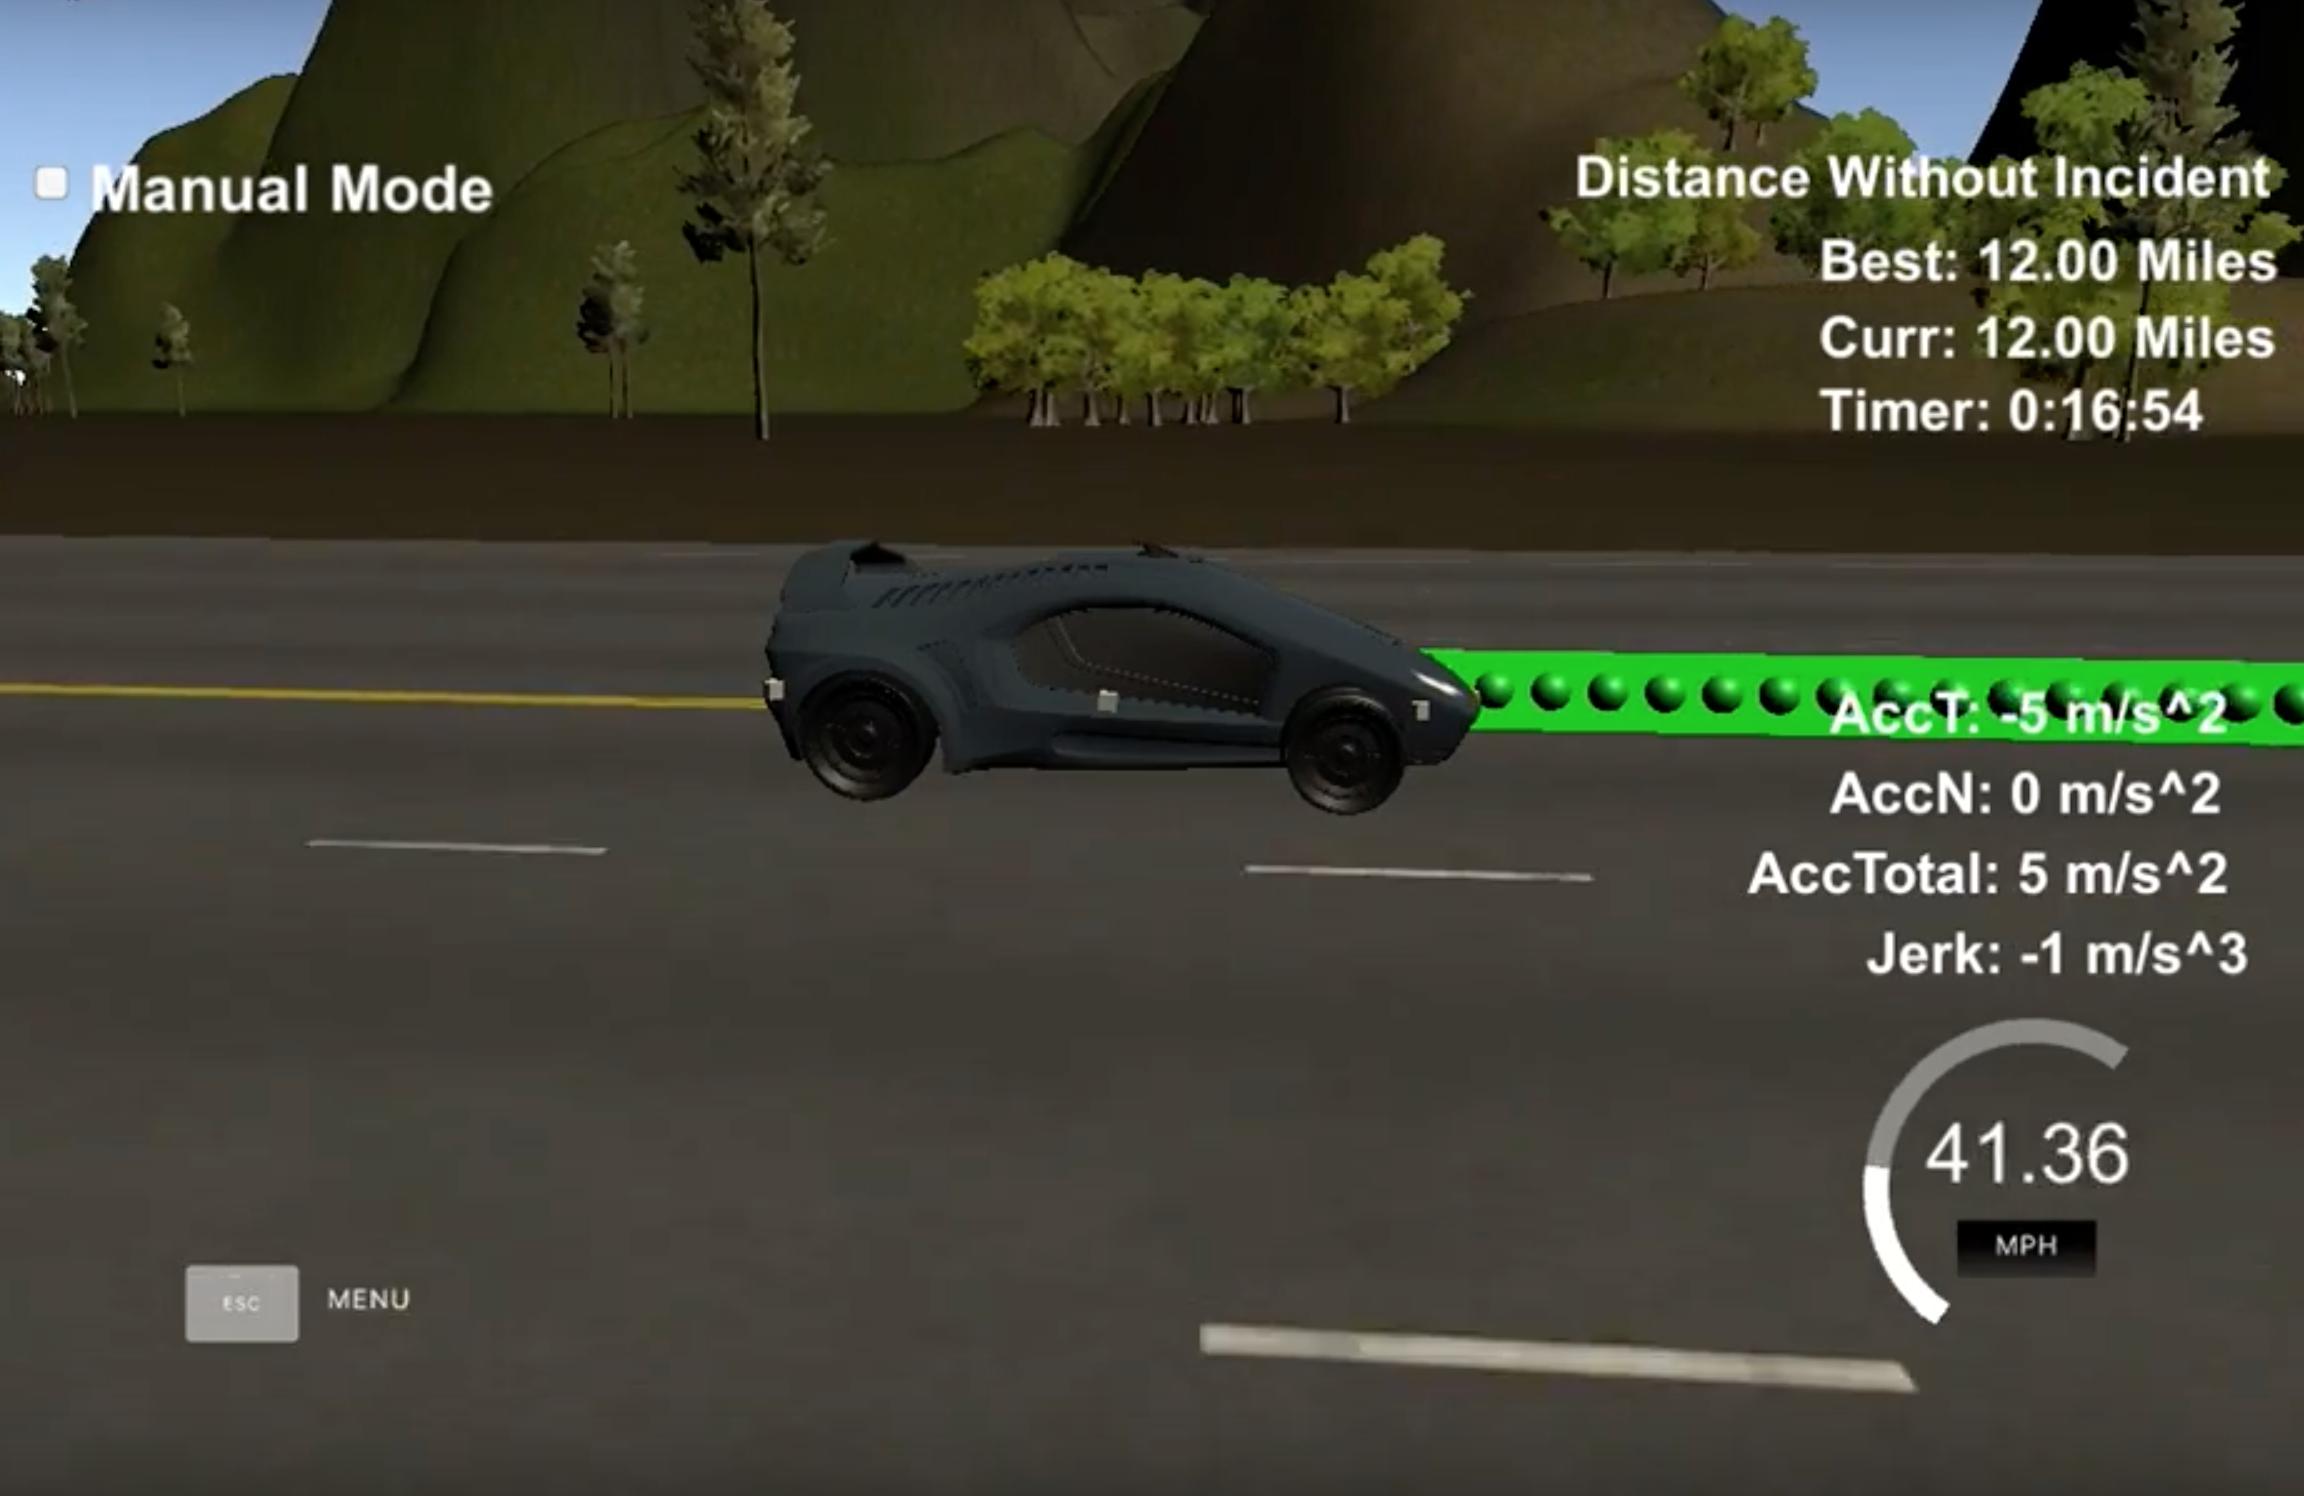 Manual Mode
Distance Without Incident
Best: 12.00 Miles
Curr: 12.00 Miles
Timer: 0:16:54
AccT: -5 m/s^2
AccN: 0 m/s^2
AccTotal: 5 m/s^2
Jerk: -1 m/s^3
41.36
MPH
ESC MENU